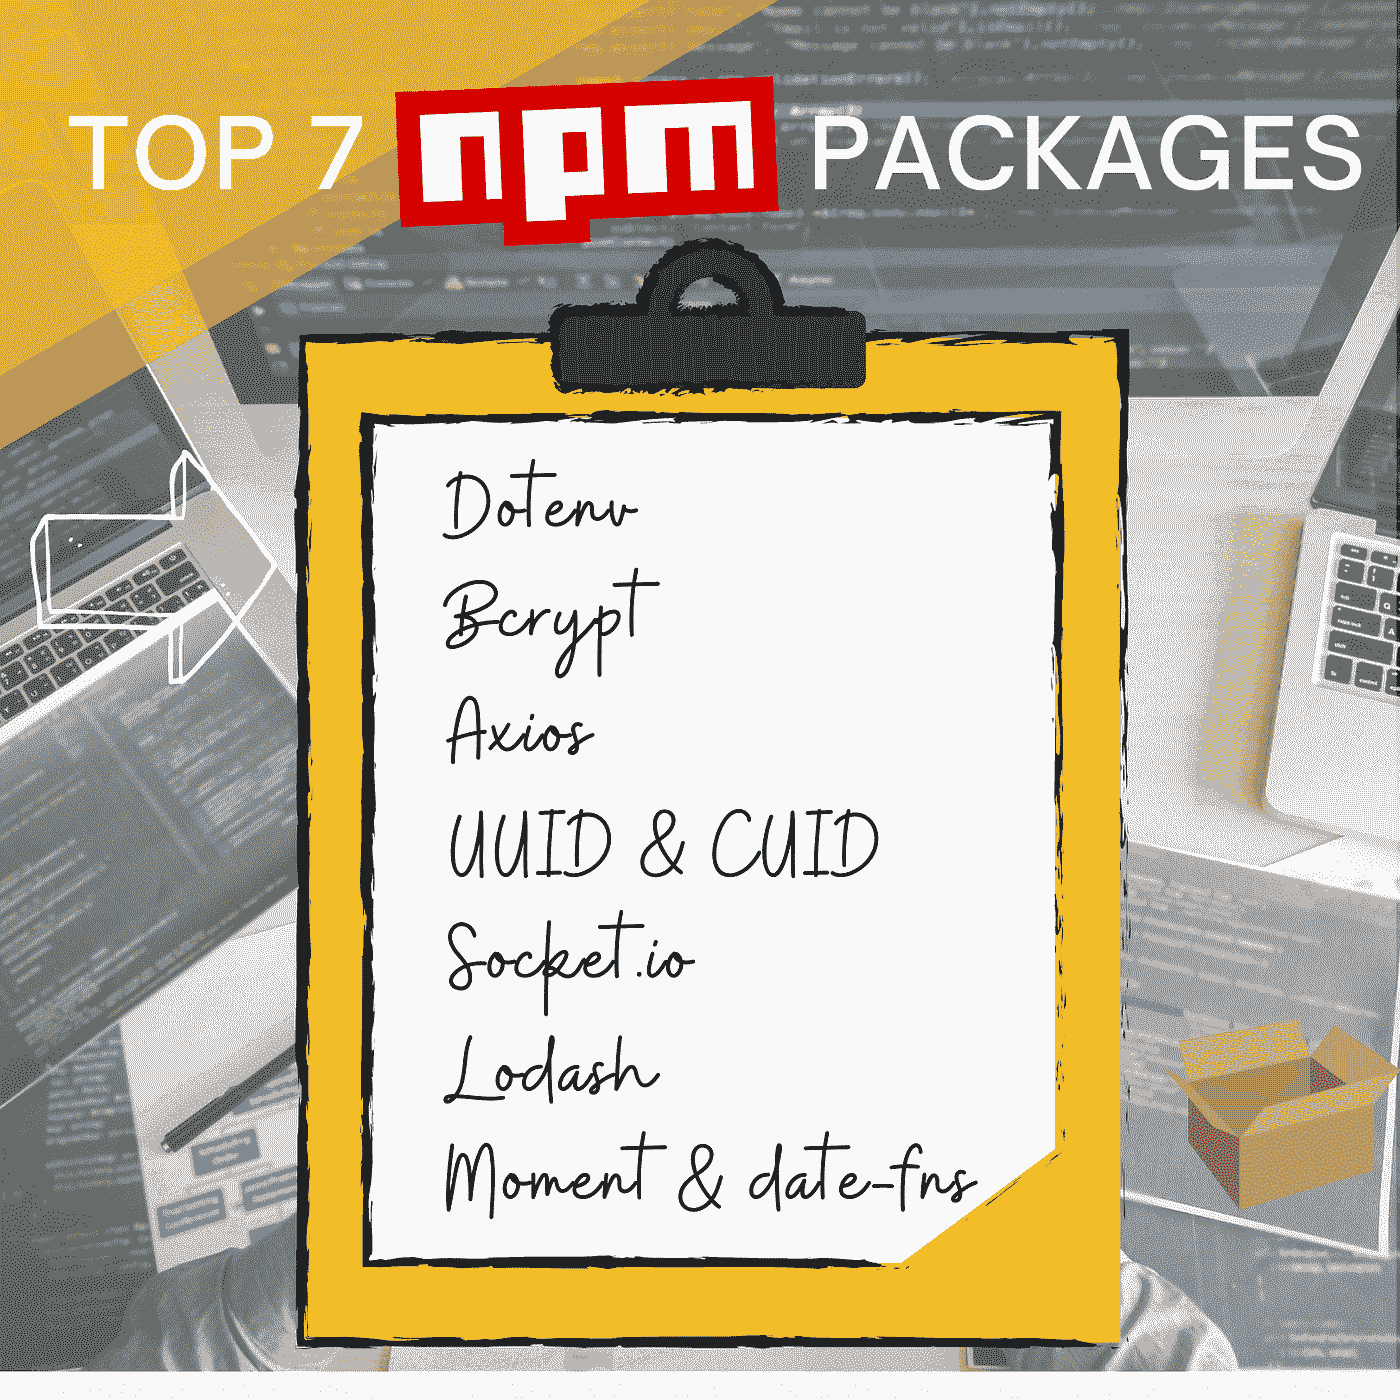 TOP 7 npm PACKAGES
Dotenv
Bcrypt
Axios
UUID & CUID
Socket.io
Lodash
Moment & date-fns